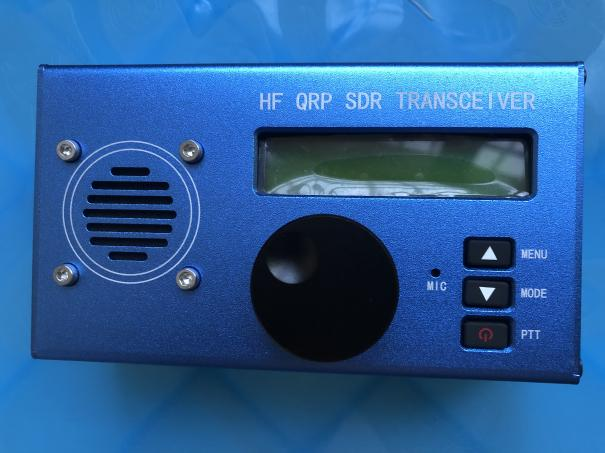 HF QRP SDR TRANSCEIVER
MENU
MIC
MODE
PTT